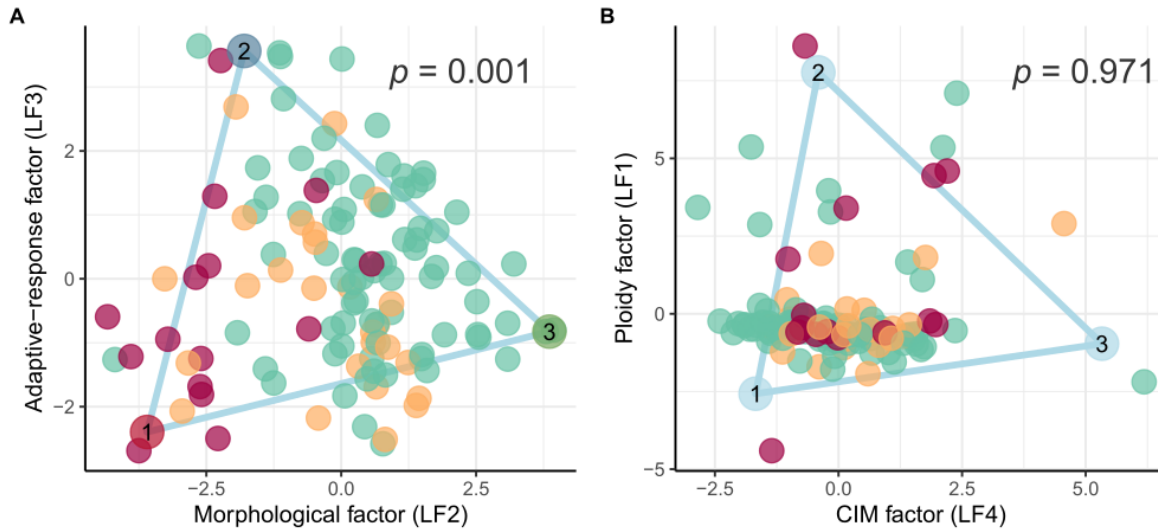 A
Adaptive-response factor (LF3)
2
0
−2
2
p = 0.001
3
1
−2.5
0.0
2.5
Morphological factor (LF2)
B
Ploidy factor (LF1)
5
0
−5
2
p = 0.971
3
1
−2.5
0.0
2.5
5.0
CIM factor (LF4)